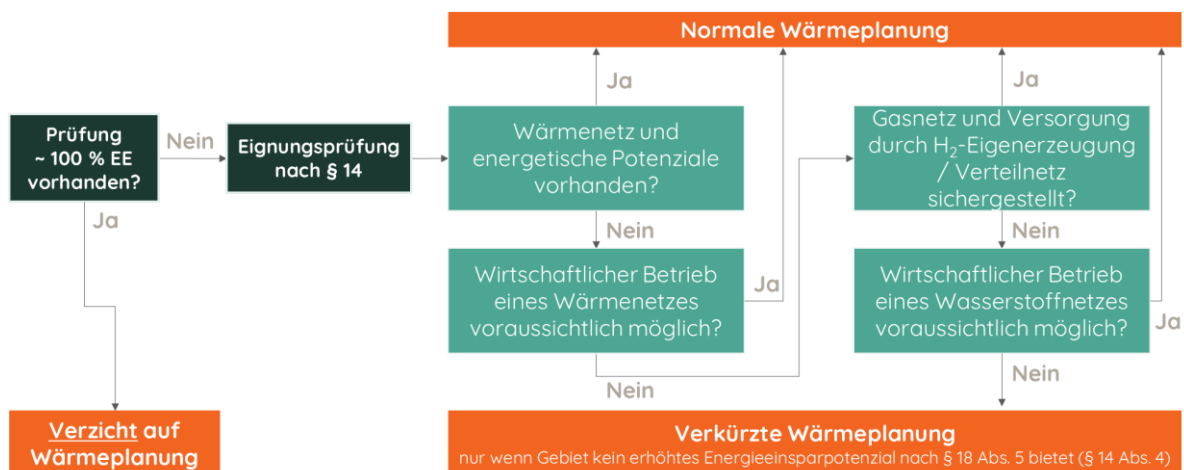 Normale Wärmeplanung
Ja
Ja
Prüfung
~ 100 % EE
vorhanden?
Nein
Eignungsprüfung
nach § 14
Wärmenetz und
energetische Potenziale
vorhanden?
Gasnetz und Versorgung
durch H₂-Eigenerzeugung
/ Verteilnetz
sichergestellt?
Ja
Nein
Nein
Wirtschaftlicher Betrieb
eines Wärmenetzes
voraussichtlich möglich?
Ja
Wirtschaftlicher Betrieb
eines Wasserstoffnetzes
voraussichtlich möglich?
Ja
Nein
Nein
Verzicht auf
Wärmeplanung
Verkürzte Wärmeplanung
nur wenn Gebiet kein erhöhtes Energieeinsparpotenzial nach § 18 Abs. 5 bietet (§ 14 Abs. 4)